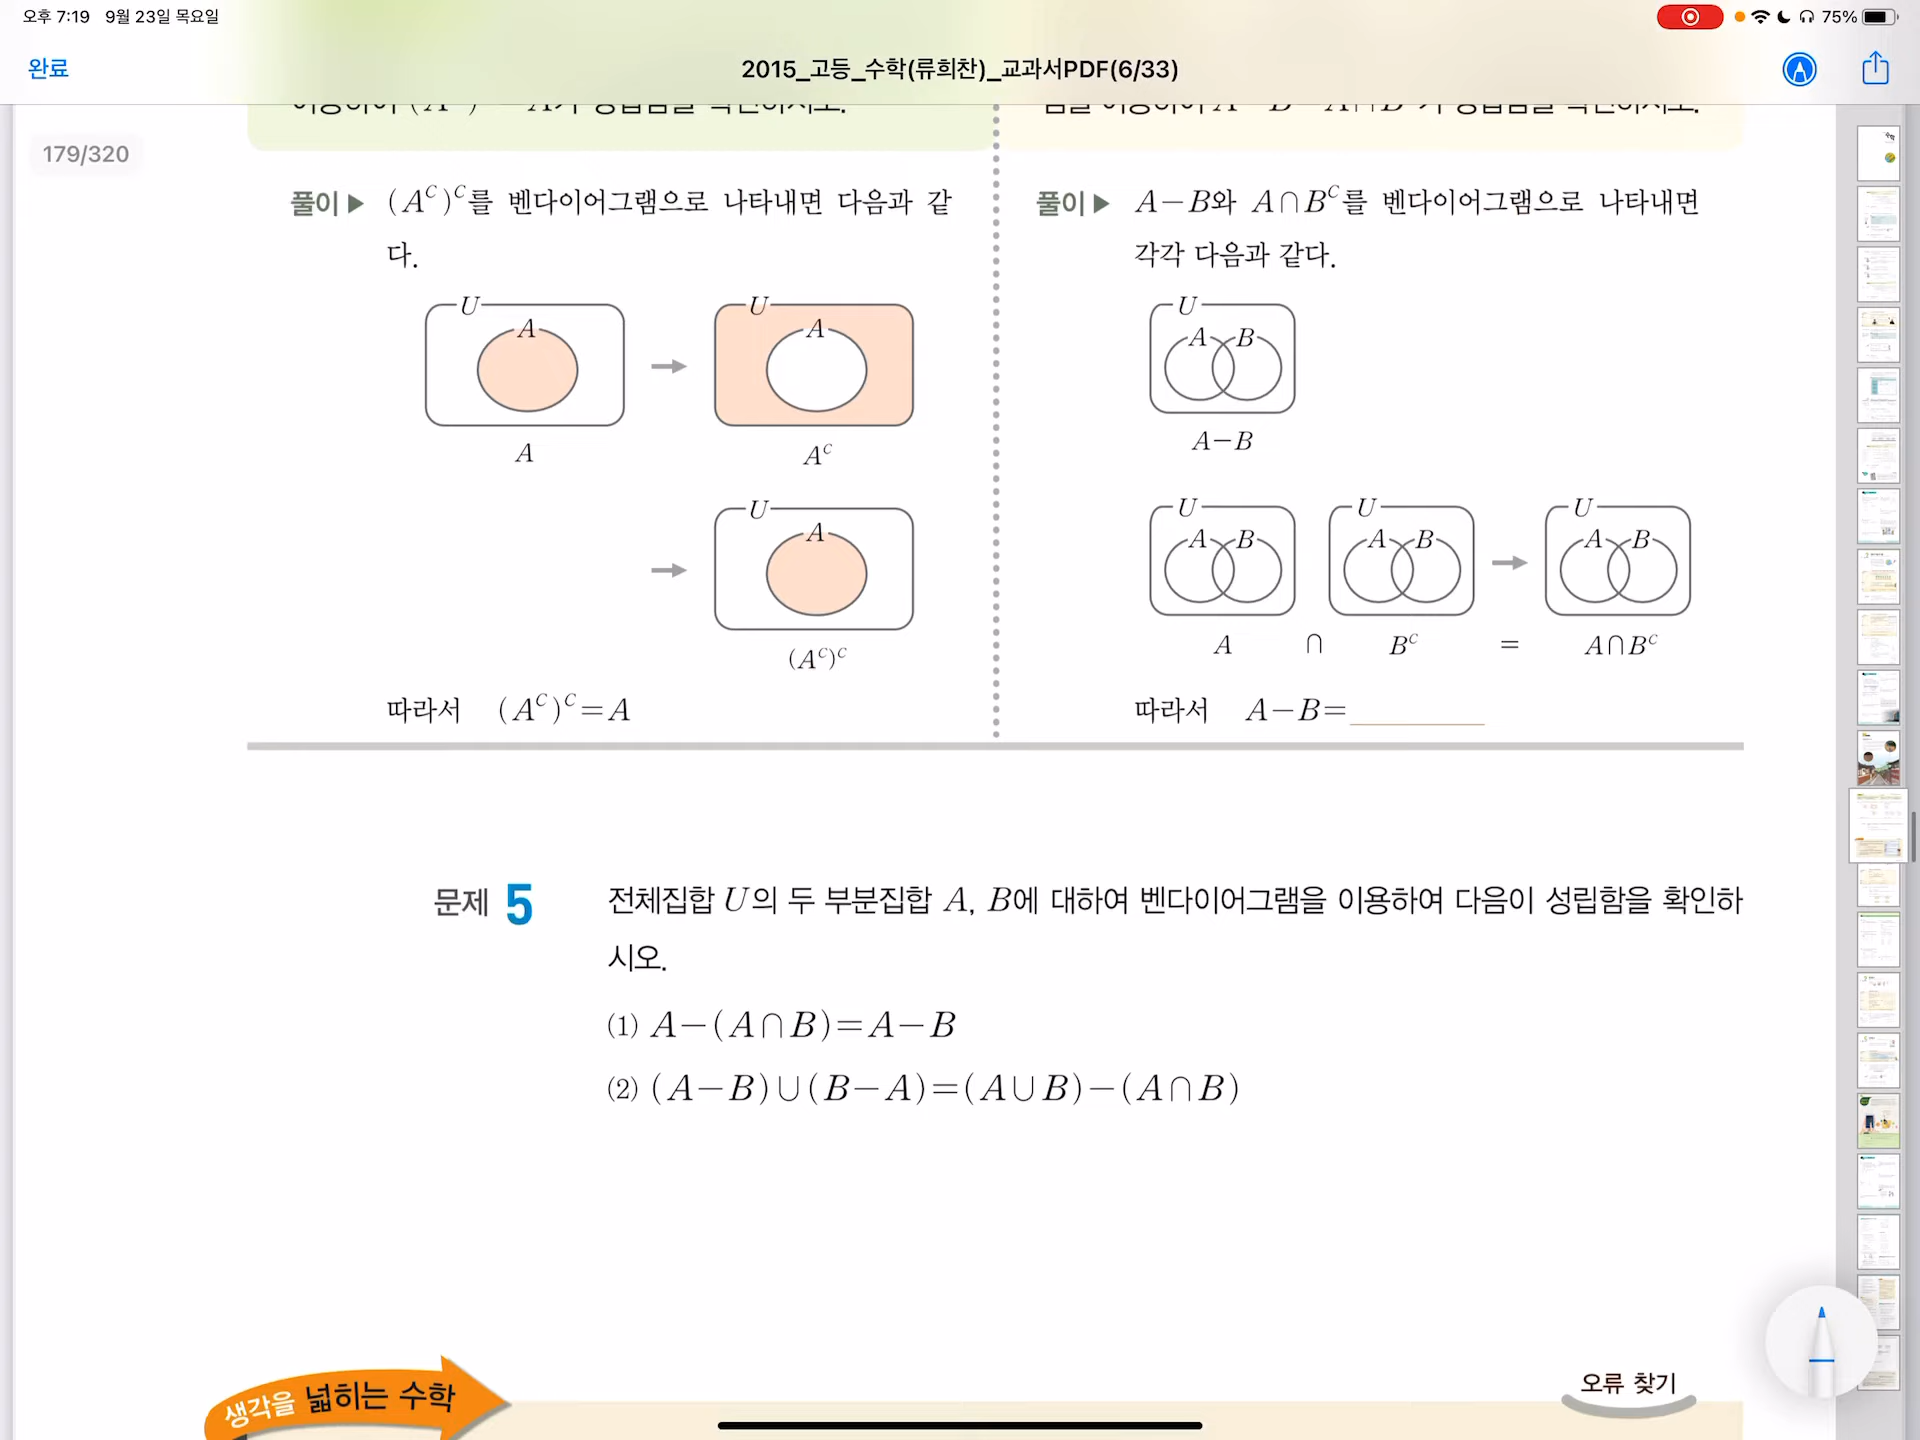 오후 7:19 9월 23일 목요일
75%
완료
2015_고등_수학(류희찬)_교과서PDF(6/33)
179/320
풀이▶ (Aᶜ)ᶜ를 벤다이어그램으로 나타내면 다음과 같
다.
U
A
U
A
A
Aᶜ
U
A
(Aᶜ)ᶜ
따라서 (Aᶜ)ᶜ=A
풀이▶ A−B와 A∩Bᶜ를 벤다이어그램으로 나타내면
각각 다음과 같다.
U
A B
A−B
U U U
A B A B A B
A ∩ Bᶜ = A∩Bᶜ
따라서 A−B=
문제 5 전체집합 U의 두 부분집합 A, B에 대하여 벤다이어그램을 이용하여 다음이 성립함을 확인하
시오.
(1) A−(A∩B)=A−B
(2) (A−B)∪(B−A)=(A∪B)−(A∩B)
오류 찾기
생각을 넓히는 수학